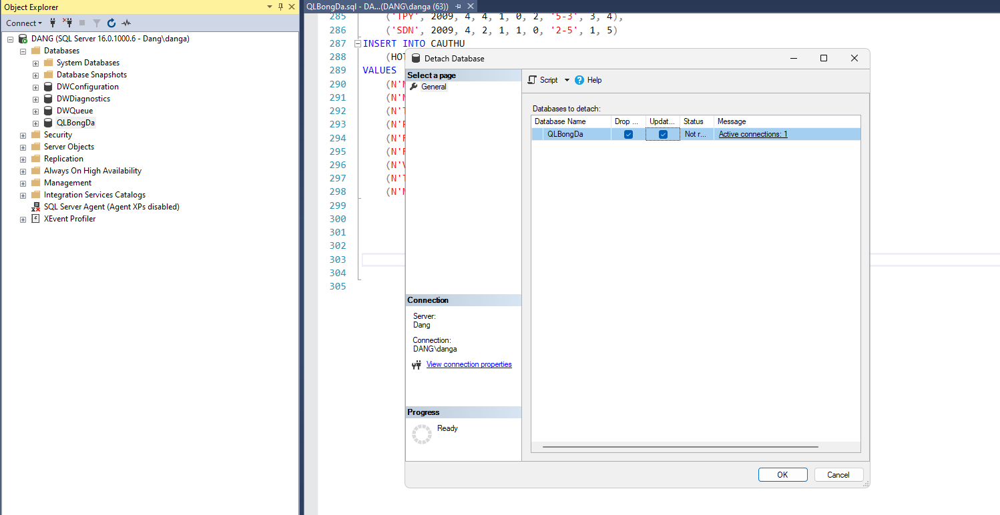 Object Explorer
Connect
DANG (SQL Server 16.0.1000.6 - Dang\danga)
Databases
System Databases
Database Snapshots
DWConfiguration
DWDiagnostics
DWQueue
QLBongDa
Security
Server Objects
Replication
Always On High Availability
Management
Integration Services Catalogs
SQL Server Agent (Agent XPs disabled)
XEvent Profiler
QLBongDa.sql - DA...(DANG\danga (63))
285 ('TPY', 2009, 4, 4, 1, 0, 2, '5-3', 3, 4),
286 ('SDN', 2009, 4, 2, 1, 1, 0, '2-5', 1, 5)
287 INSERT INTO CAUTHU
288 (HOT
289 VALUES
290 (N'
291 (N'
292 (N'T
293 (N'
294 (N'
295 (N'
296 (N'V
297 (N'T
298 (N'
299
300
301
302
303
304
305
Detach Database
Select a page
General
Script Help
Databases to detach:
Database Name Drop ... Updat... Status Message
QLBongDa Not r... Active connections: 1
Connection
Server:
Dang
Connection:
DANG\danga
View connection properties
Progress
Ready
OK Cancel